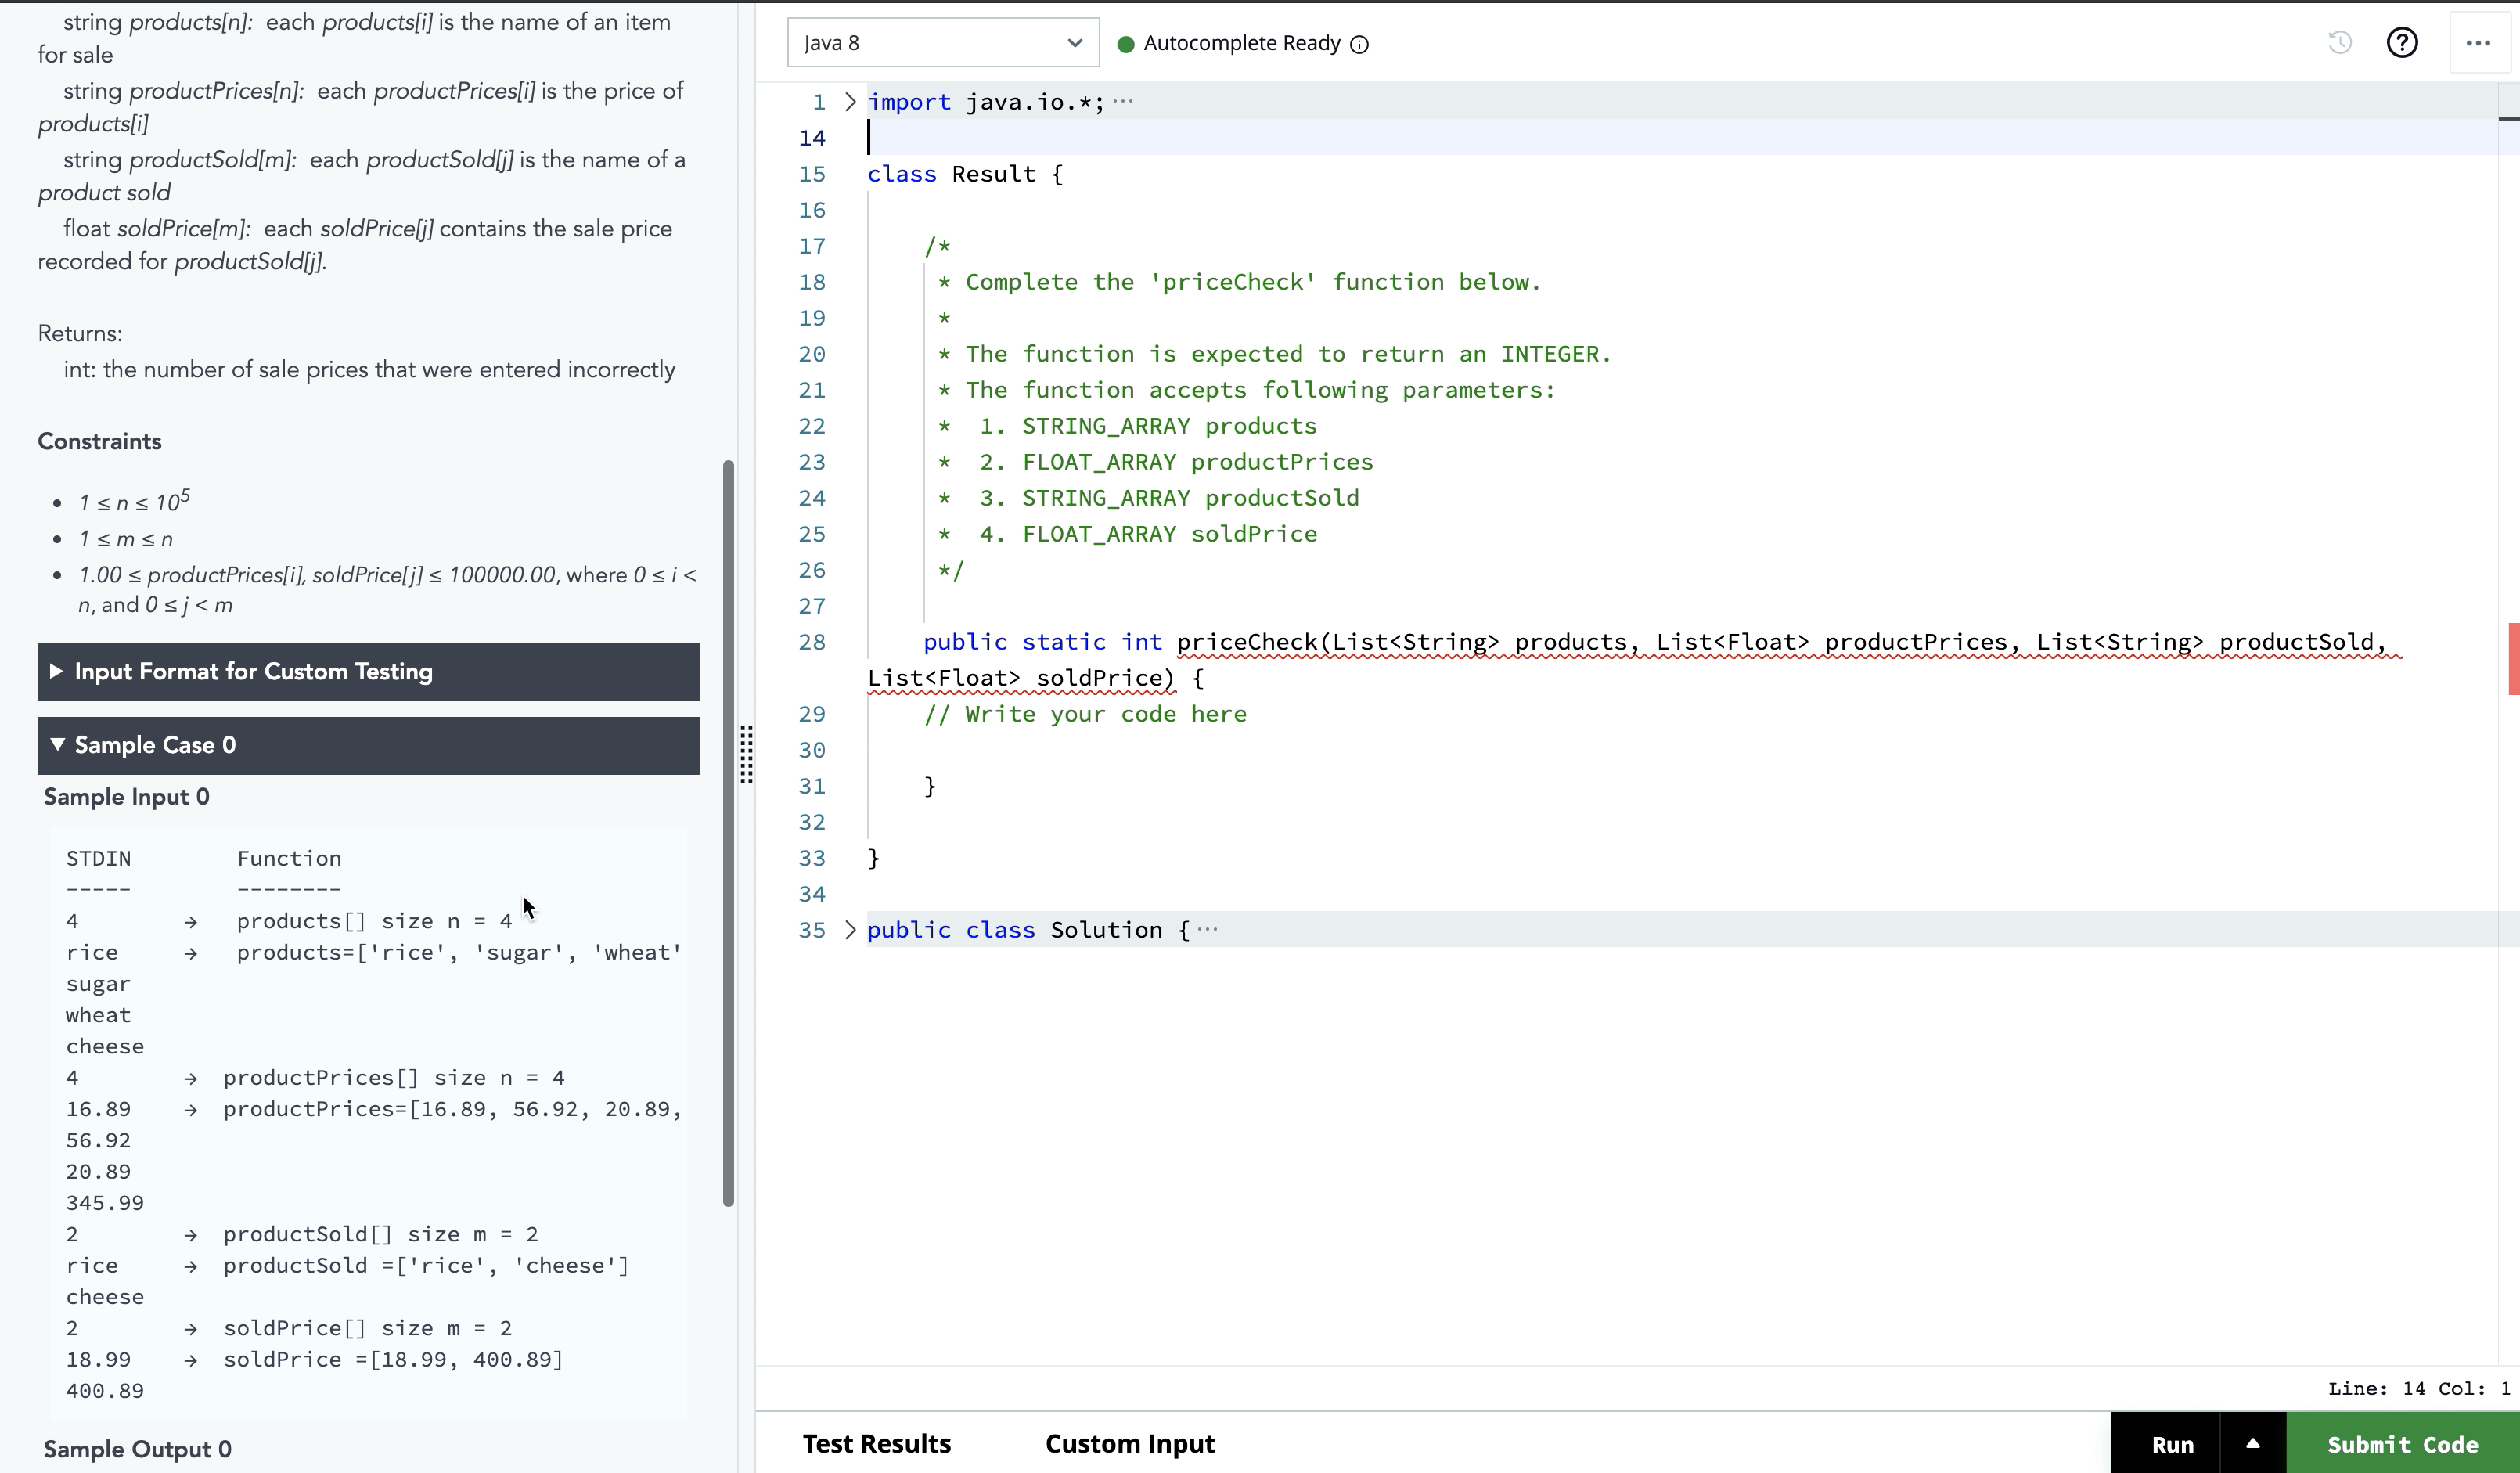 string products[n]: each products[i] is the name of an item
for sale
string productPrices[n]: each productPrices[i] is the price of
products[i]
string productSold[m]: each productSold[j] is the name of a
product sold
float soldPrice[m]: each soldPrice[j] contains the sale price
recorded for productSold[j].
Returns:
int: the number of sale prices that were entered incorrectly
Constraints
• 1 ≤ n ≤ 10^5
• 1 ≤ m ≤ n
• 1.00 ≤ productPrices[i], soldPrice[j] ≤ 100000.00, where 0 ≤ i <
n, and 0 ≤ j < m
▶ Input Format for Custom Testing
▼ Sample Case 0
Sample Input 0
STDIN Function
----- --------
4 → products[] size n = 4
rice → products=['rice', 'sugar', 'wheat'
sugar
wheat
cheese
4 → productPrices[] size n = 4
16.89 → productPrices=[16.89, 56.92, 20.89,
56.92
20.89
345.99
2 → productSold[] size m = 2
rice → productSold =['rice', 'cheese']
cheese
2 → soldPrice[] size m = 2
18.99 → soldPrice =[18.99, 400.89]
400.89
Sample Output 0
Java 8 Autocomplete Ready
1 import java.io.*; ···
14
15 class Result {
16
17 /*
18 * Complete the 'priceCheck' function below.
19 *
20 * The function is expected to return an INTEGER.
21 * The function accepts following parameters:
22 * 1. STRING_ARRAY products
23 * 2. FLOAT_ARRAY productPrices
24 * 3. STRING_ARRAY productSold
25 * 4. FLOAT_ARRAY soldPrice
26 */
27
28 public static int priceCheck(List<String> products, List<Float> productPrices, List<String> productSold,
List<Float> soldPrice) {
29 // Write your code here
30
31 }
32
33 }
34
35 public class Solution { ···
Line: 14 Col: 1
Test Results Custom Input Run Submit Code